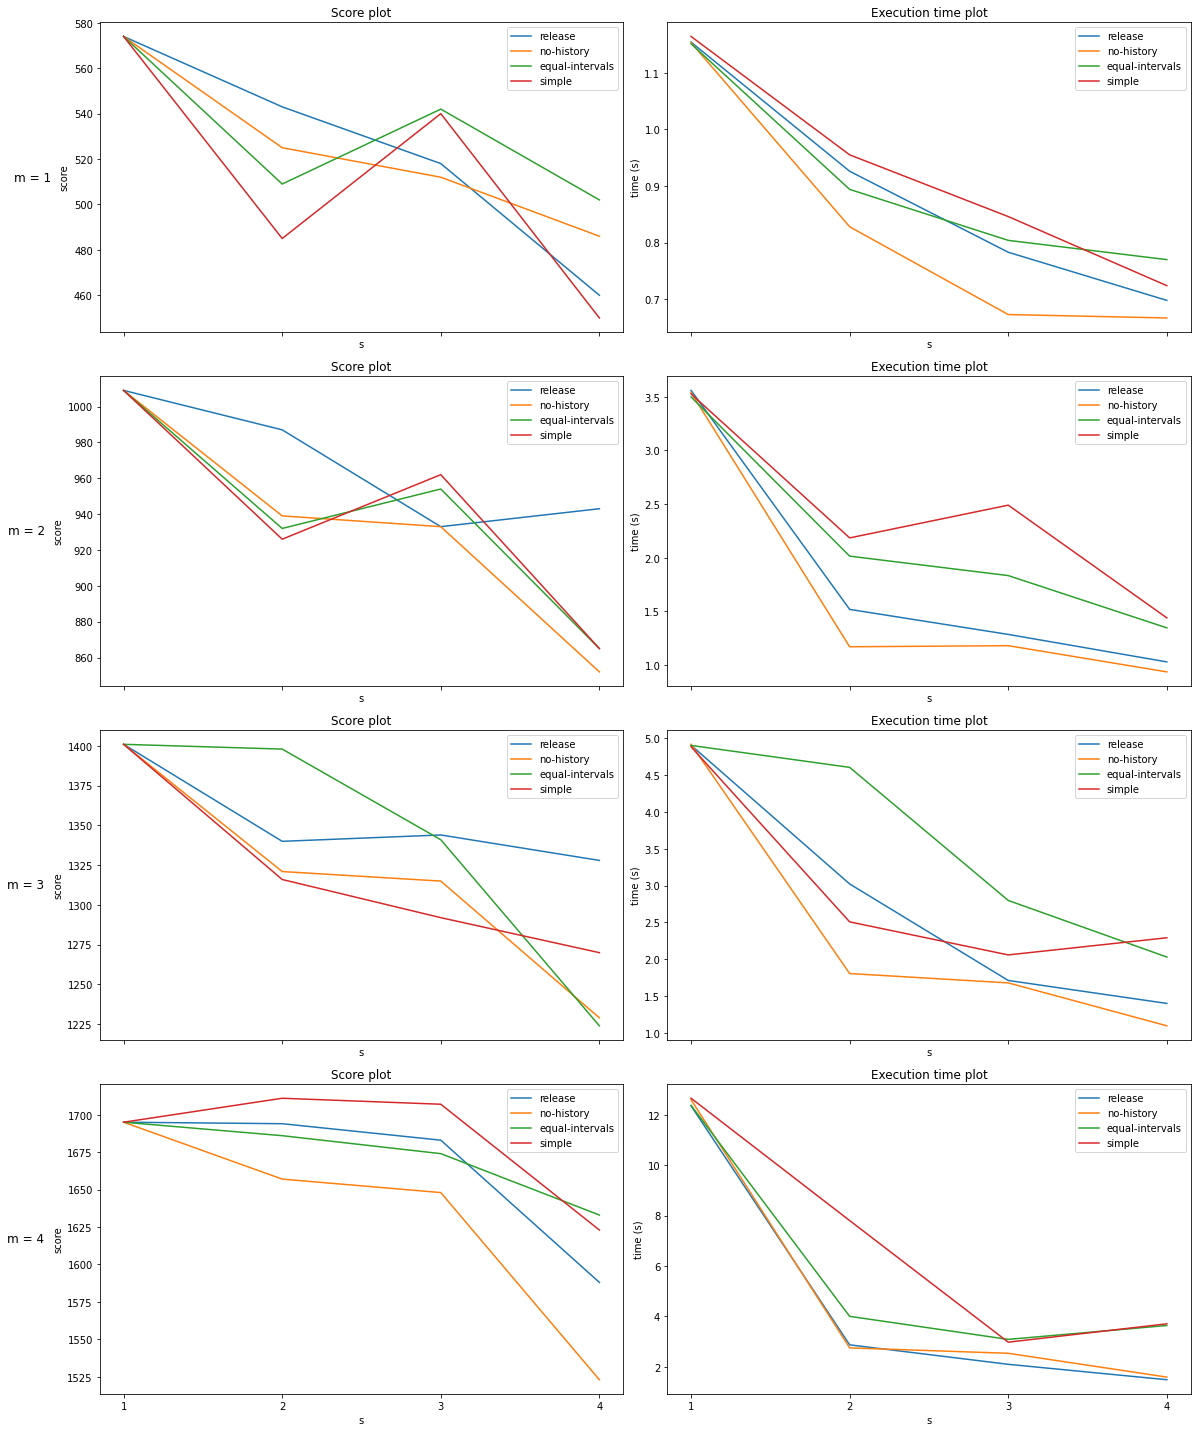 Score plot
580
560
540
520
500
480
460
m = 1
score
s
release
no-history
equal-intervals
simple
Execution time plot
1.1
1.0
0.9
0.8
0.7
time (s)
s
release
no-history
equal-intervals
simple
Score plot
1000
980
960
940
920
900
880
860
m = 2
score
s
release
no-history
equal-intervals
simple
Execution time plot
3.5
3.0
2.5
2.0
1.5
1.0
time (s)
s
release
no-history
equal-intervals
simple
Score plot
1400
1375
1350
1325
1300
1275
1250
1225
m = 3
score
s
release
no-history
equal-intervals
simple
Execution time plot
5.0
4.5
4.0
3.5
3.0
2.5
2.0
1.5
1.0
time (s)
s
release
no-history
equal-intervals
simple
Score plot
1700
1675
1650
1625
1600
1575
1550
1525
m = 4
score
1 2 3 4
s
release
no-history
equal-intervals
simple
Execution time plot
12
10
8
6
4
2
time (s)
1 2 3 4
s
release
no-history
equal-intervals
simple